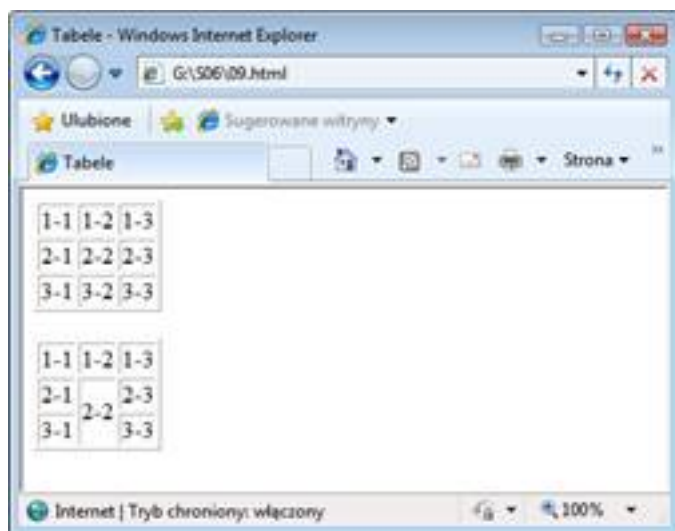 Tabele - Windows Internet Explorer
G:\S06\09.html
Ulubione Sugerowane witryny
Tabele Strona
1-1 1-2 1-3
2-1 2-2 2-3
3-1 3-2 3-3
1-1 1-2 1-3
2-1 2-2 2-3
3-1 3-3
Internet | Tryb chroniony: włączony 100%